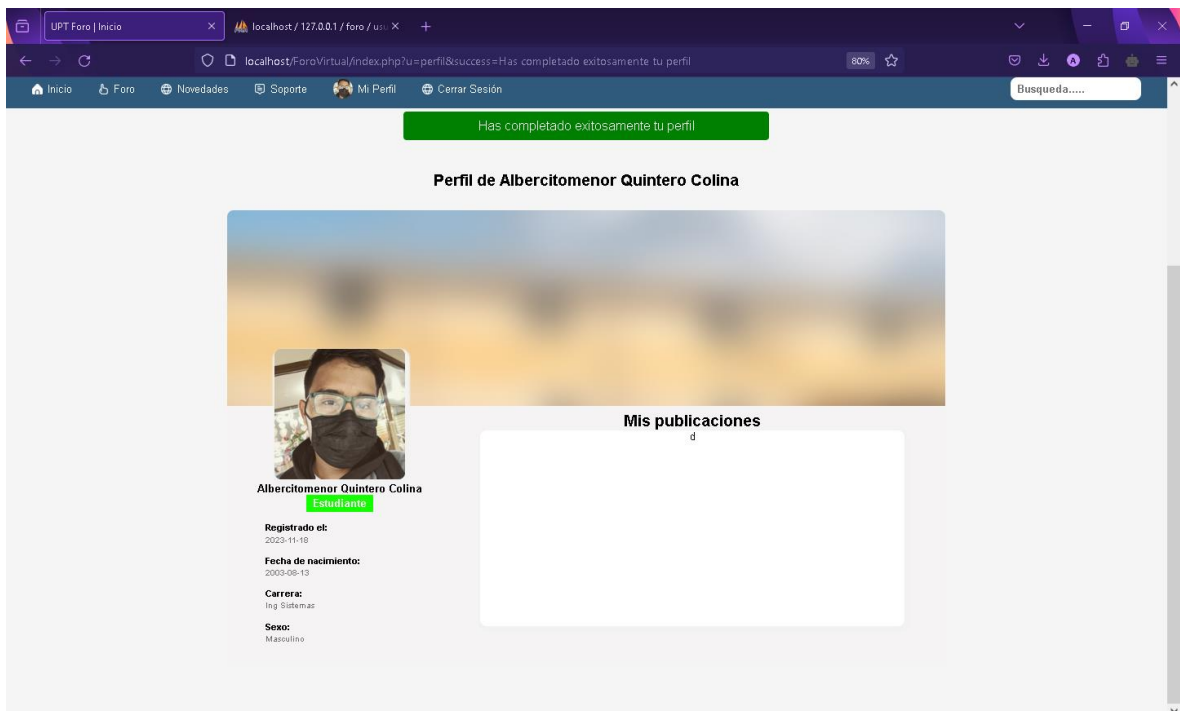 UPT Foro | Inicio
localhost / 127.0.0.1 / foro / usu
localhost/ForoVirtual/index.php?u=perfil&success=Has completado exitosamente tu perfil
80%
Inicio
Foro
Novedades
Soporte
Mi Perfil
Cerrar Sesión
Busqueda.....
Has completado exitosamente tu perfil
Perfil de Albercitomenor Quintero Colina
Mis publicaciones
d
Albercitomenor Quintero Colina
Estudiante
Registrado el:
2023-11-18
Fecha de nacimiento:
2003-08-13
Carrera:
Ing Sistemas
Sexo:
Masculino